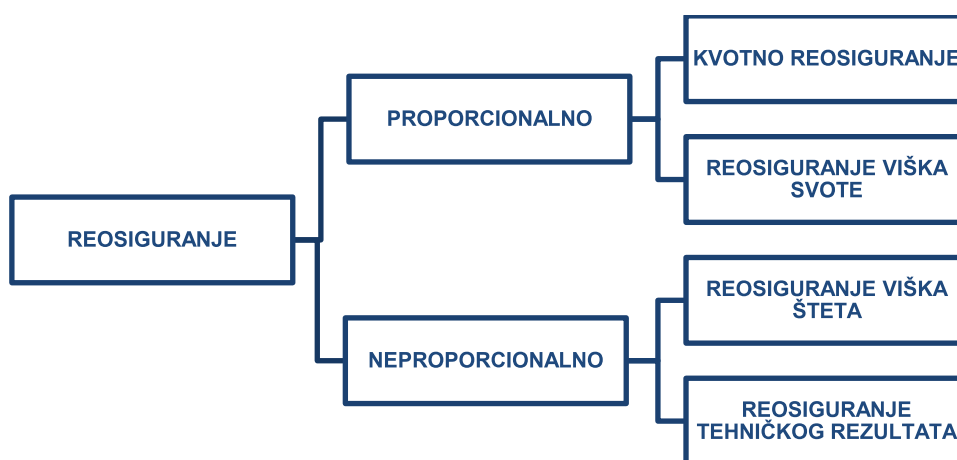 KVOTNO REOSIGURANJE
PROPORCIONALNO
REOSIGURANJE VIŠKA
SVOTE
REOSIGURANJE
REOSIGURANJE VIŠKA
ŠTETA
NEPROPORCIONALNO
REOSIGURANJE
TEHNIČKOG REZULTATA